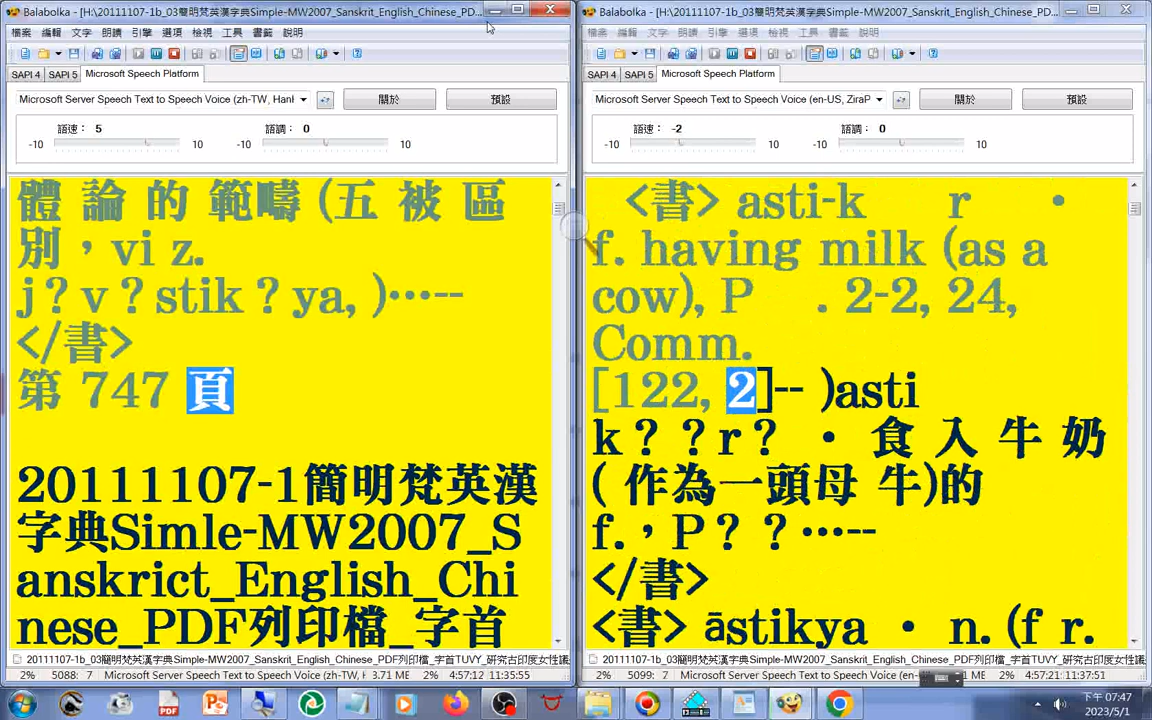 Balabolka - [H:\20111107-1b_03簡明梵英漢字典Simple-MW2007_Sanskrit_English_Chinese_PD...
檔案 編輯 文字 朗讀 引擎 選項 檢視 工具 書籤 說明
SAPI 4 SAPI 5 Microsoft Speech Platform
Microsoft Server Speech Text to Speech Voice (zh-TW, Hanl 關於 預設
語速： 5 語調： 0
-10 10 -10 10
體 論 的 範疇 (五 被 區
別，vi z.
j？v？stik？ya, )…--
</書>
第 747 頁
20111107-1簡明梵英漢
字典Simle-MW2007_S
anskrict_English_Chi
nese_PDF列印檔_字首
20111107-1b_03簡明梵英漢字典Simple-MW2007_Sanskrit_English_Chinese_PDF列印檔_字首TUVY_研究古印度女性議
2% 5088: 7 Microsoft Server Speech Text to Speech Voice (zh-TW, H 3.71 ME 2% 4:57:12 11:35:55
Balabolka - [H:\20111107-1b_03簡明梵英漢字典Simple-MW2007_Sanskrit_English_Chinese_PD...
檔案 編輯 文字 朗讀 引擎 選項 檢視 工具 書籤 說明
SAPI 4 SAPI 5 Microsoft Speech Platform
Microsoft Server Speech Text to Speech Voice (en-US, ZiraP 關於 預設
語速： -2 語調： 0
-10 10 -10 10
<書> asti-k r •
f. having milk (as a
cow), P . 2-2, 24,
Comm.
[122, 2]-- )asti
k？？r？ • 食 入 牛 奶
( 作為一頭母 牛)的
f.，P？？…--
</書>
<書> āstikya • n. (f r.
20111107-1b_03簡明梵英漢字典Simple-MW2007_Sanskrit_English_Chinese_PDF列印檔_字首TUVY_研究古印度女性議
2% 5099: 7 Microsoft Server Speech Text to Speech Voice 2% 4:57:21 11:37:51
下午 07:47
2023/5/1